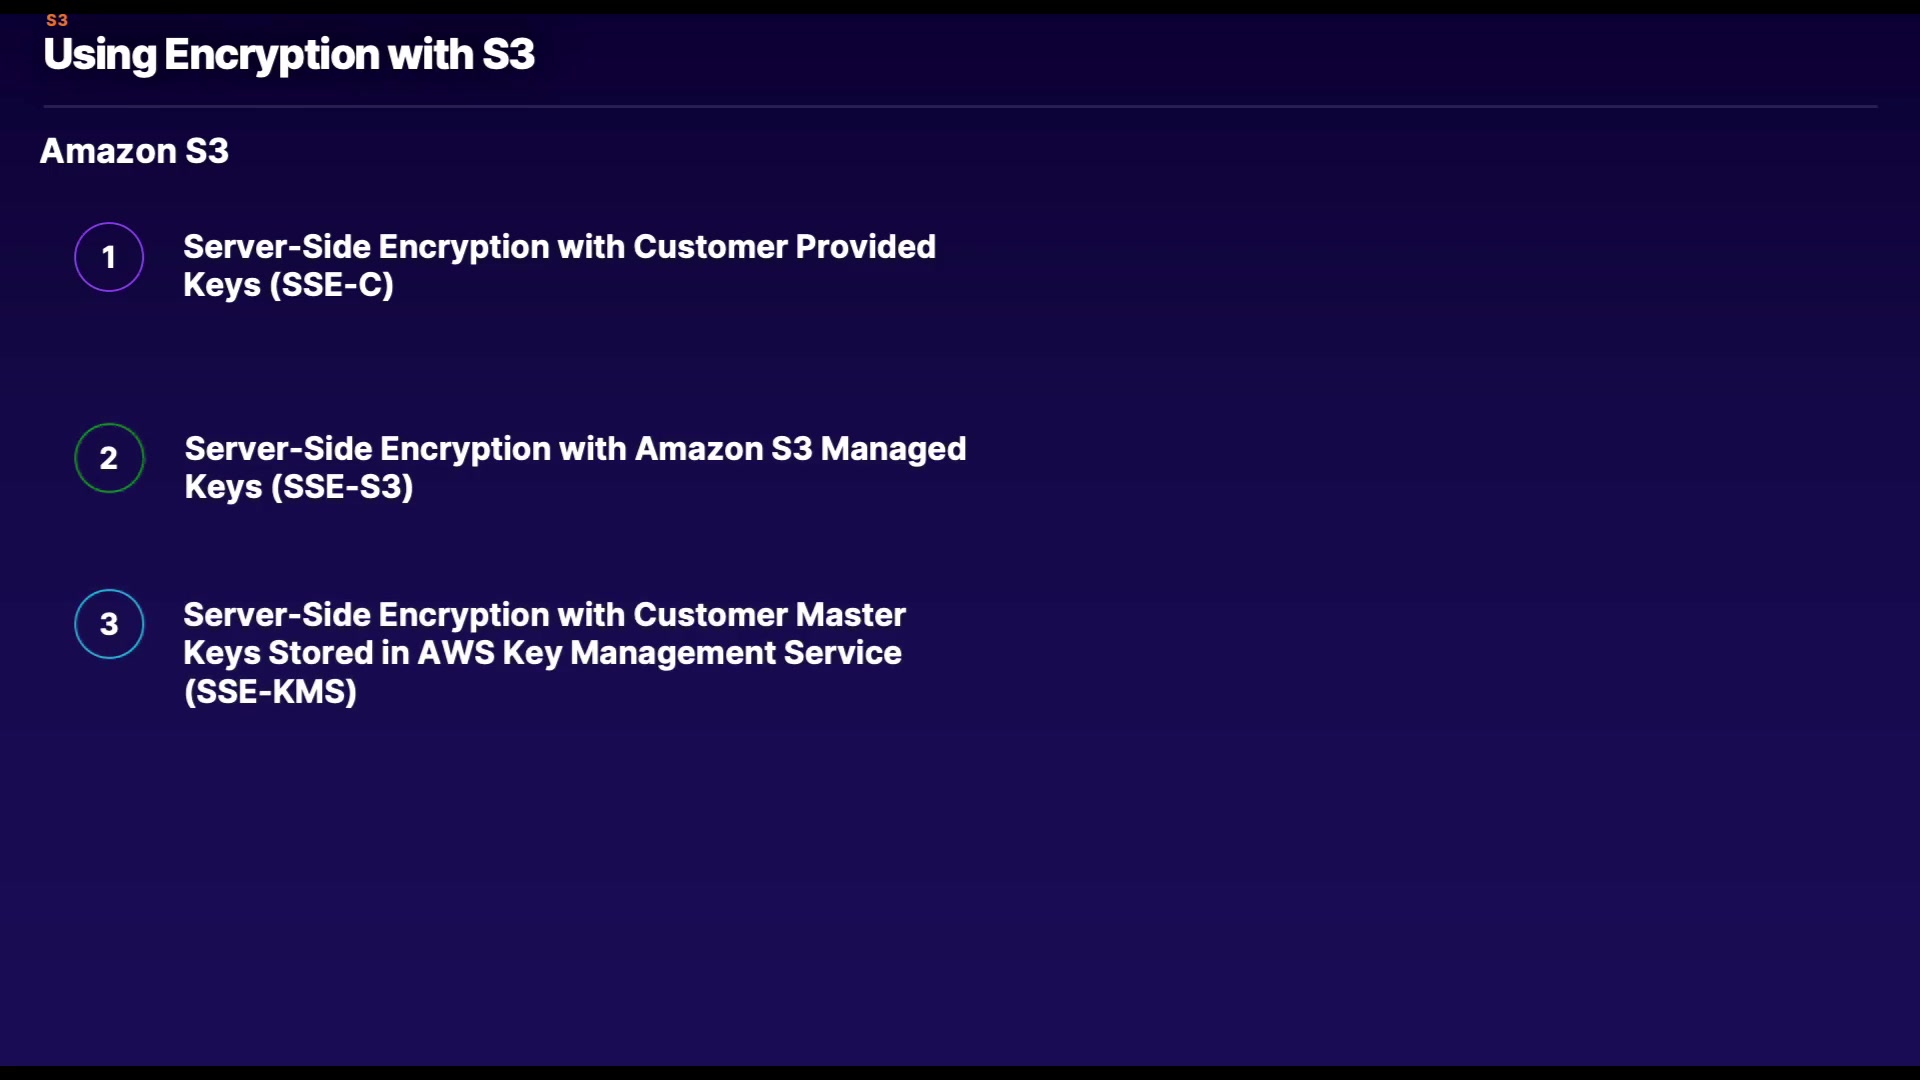 S3
Using Encryption with S3
Amazon S3
1
Server-Side Encryption with Customer Provided
Keys (SSE-C)
2
Server-Side Encryption with Amazon S3 Managed
Keys (SSE-S3)
3
Server-Side Encryption with Customer Master
Keys Stored in AWS Key Management Service
(SSE-KMS)